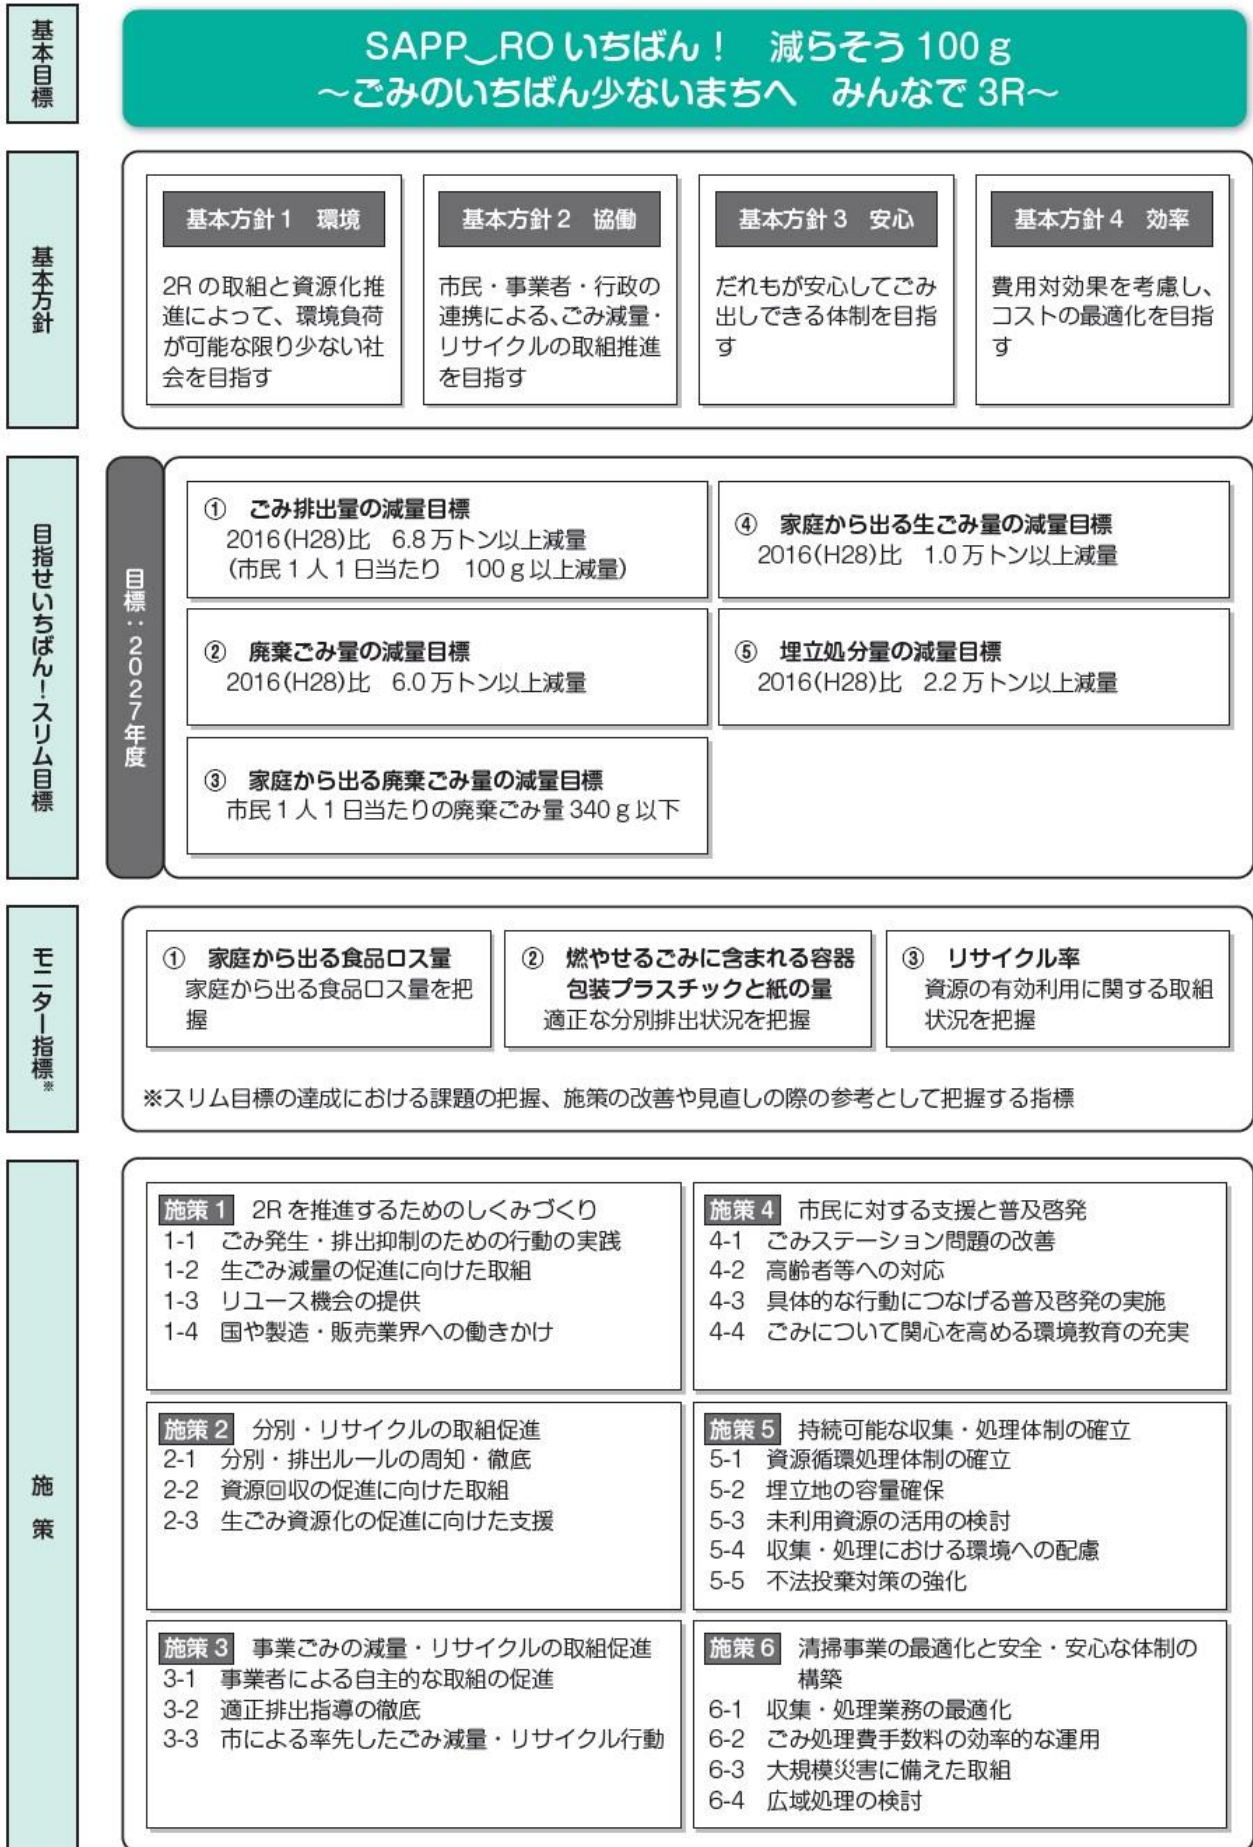 基本目標
SAPP‿RO いちばん！　減らそう 100 g
～ごみのいちばん少ないまちへ　みんなで 3R～
基本方針
基本方針 1　環境
2R の取組と資源化推
進によって、環境負荷
が可能な限り少ない社
会を目指す
基本方針 2　協働
市民・事業者・行政の
連携による、ごみ減量・
リサイクルの取組推進
を目指す
基本方針 3　安心
だれもが安心してごみ
出しできる体制を目指
す
基本方針 4　効率
費用対効果を考慮し、
コストの最適化を目指
す
目指せいちばん！スリム目標
目標：2027年度
①　ごみ排出量の減量目標
2016(H28)比　6.8 万トン以上減量
（市民 1 人 1 日当たり　100 g 以上減量）
②　廃棄ごみ量の減量目標
2016(H28)比　6.0 万トン以上減量
③　家庭から出る廃棄ごみ量の減量目標
市民 1 人 1 日当たりの廃棄ごみ量 340 g 以下
④　家庭から出る生ごみ量の減量目標
2016(H28)比　1.0 万トン以上減量
⑤　埋立処分量の減量目標
2016(H28)比　2.2 万トン以上減量
モニター指標※
①　家庭から出る食品ロス量
家庭から出る食品ロス量を把
握
②　燃やせるごみに含まれる容器
包装プラスチックと紙の量
適正な分別排出状況を把握
③　リサイクル率
資源の有効利用に関する取組
状況を把握
※スリム目標の達成における課題の把握、施策の改善や見直しの際の参考として把握する指標
施　策
施策 1　2R を推進するためのしくみづくり
1-1　ごみ発生・排出抑制のための行動の実践
1-2　生ごみ減量の促進に向けた取組
1-3　リユース機会の提供
1-4　国や製造・販売業界への働きかけ
施策 2　分別・リサイクルの取組促進
2-1　分別・排出ルールの周知・徹底
2-2　資源回収の促進に向けた取組
2-3　生ごみ資源化の促進に向けた支援
施策 3　事業ごみの減量・リサイクルの取組促進
3-1　事業者による自主的な取組の促進
3-2　適正排出指導の徹底
3-3　市による率先したごみ減量・リサイクル行動
施策 4　市民に対する支援と普及啓発
4-1　ごみステーション問題の改善
4-2　高齢者等への対応
4-3　具体的な行動につなげる普及啓発の実施
4-4　ごみについて関心を高める環境教育の充実
施策 5　持続可能な収集・処理体制の確立
5-1　資源循環処理体制の確立
5-2　埋立地の容量確保
5-3　未利用資源の活用の検討
5-4　収集・処理における環境への配慮
5-5　不法投棄対策の強化
施策 6　清掃事業の最適化と安全・安心な体制の
構築
6-1　収集・処理業務の最適化
6-2　ごみ処理費手数料の効率的な運用
6-3　大規模災害に備えた取組
6-4　広域処理の検討